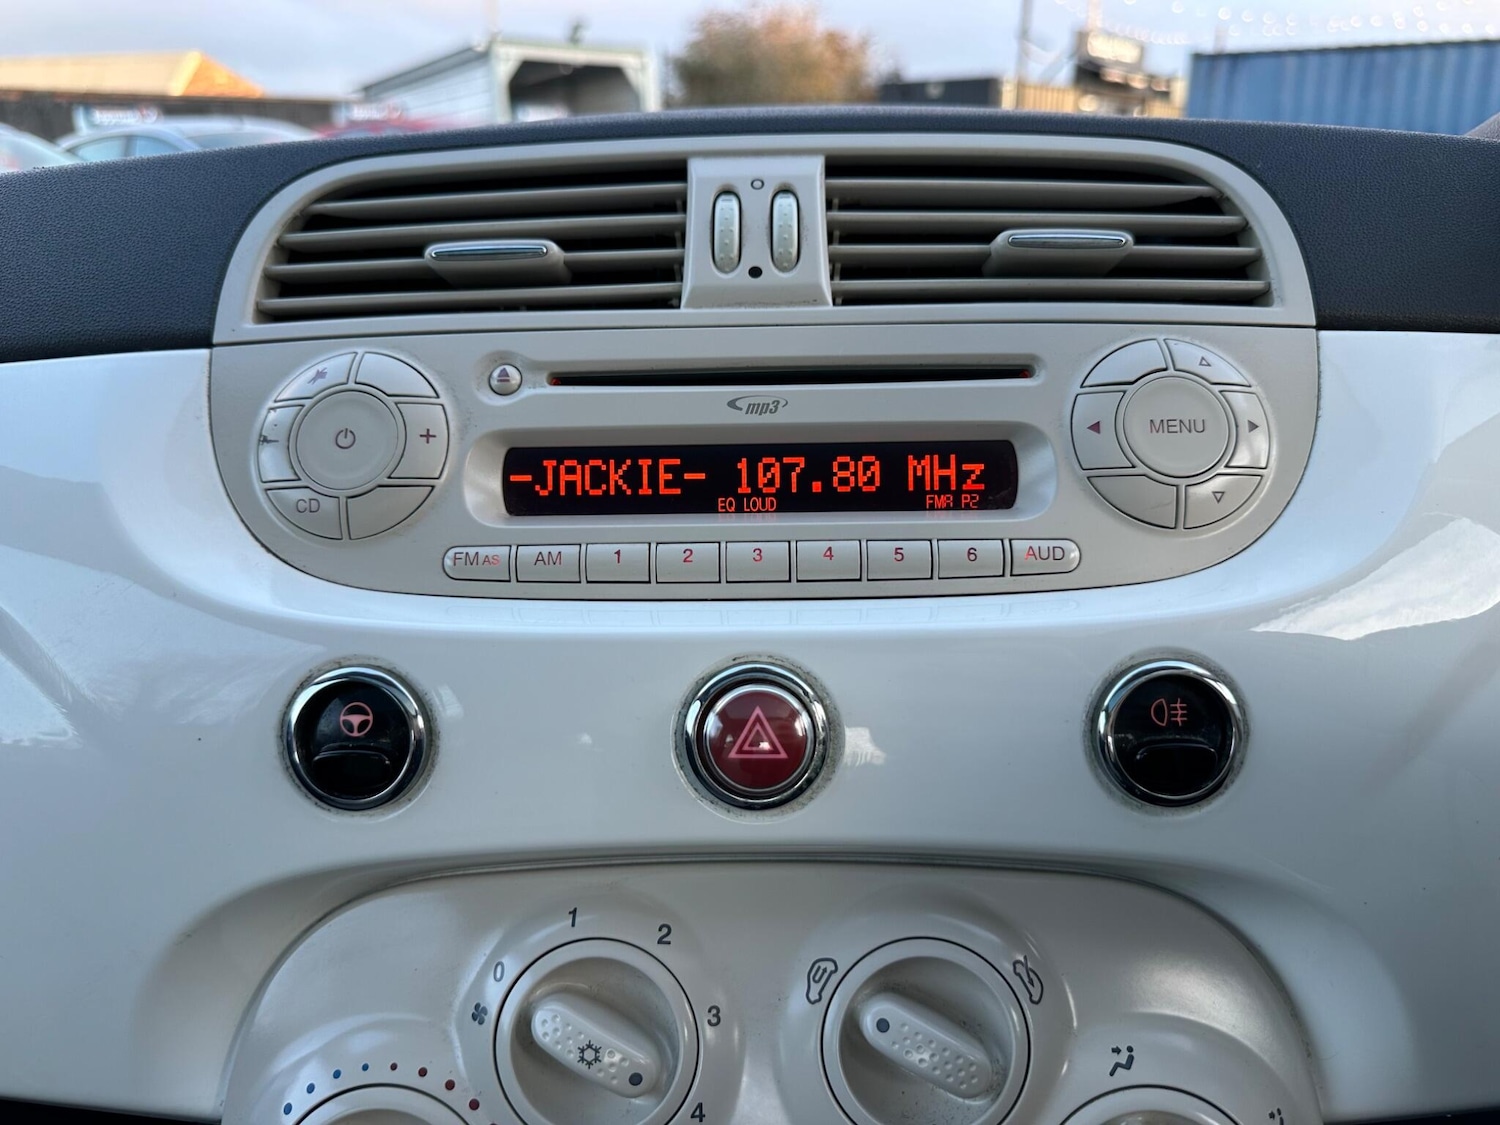 mp3
-JACKIE- 107.80 MHz
EQ LOUD FMA P2
CD
MENU
FM AS AM 1 2 3 4 5 6 AUD
0 1 2 3 4